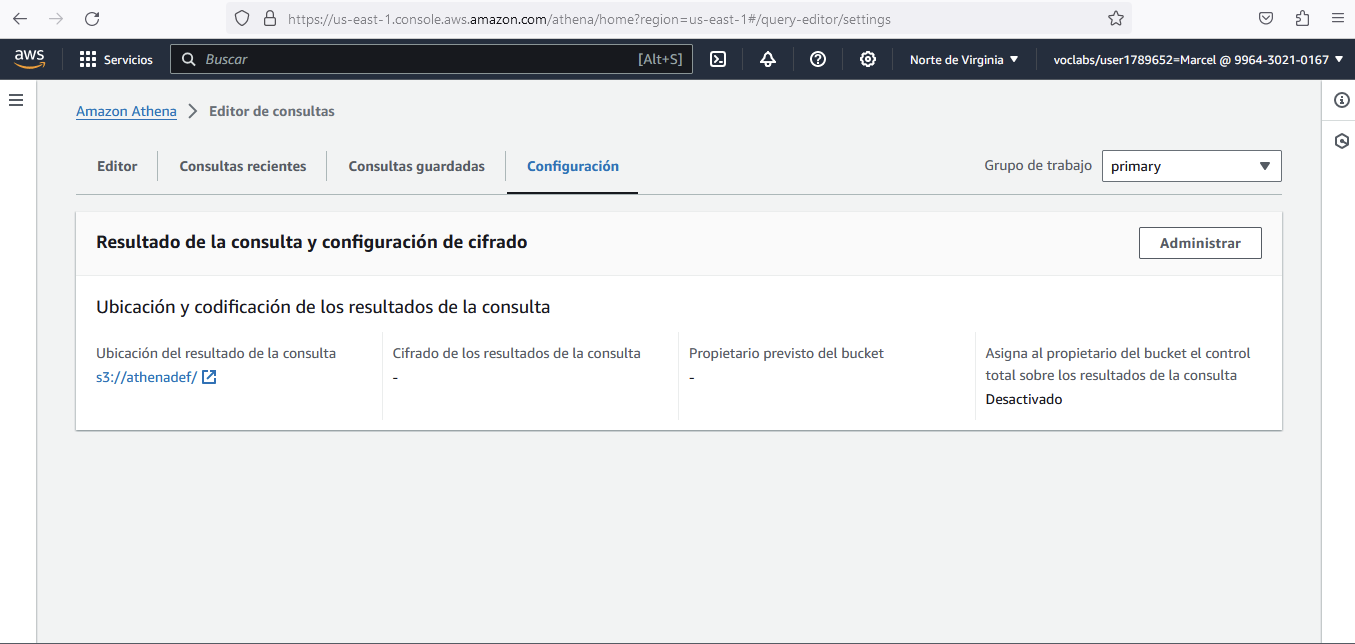 https://us-east-1.console.aws.amazon.com/athena/home?region=us-east-1#/query-editor/settings
aws Servicios Buscar [Alt+S] Norte de Virginia voclabs/user1789652=Marcel @ 9964-3021-0167
Amazon Athena Editor de consultas
Editor Consultas recientes Consultas guardadas Configuración Grupo de trabajo primary
Resultado de la consulta y configuración de cifrado Administrar
Ubicación y codificación de los resultados de la consulta
Ubicación del resultado de la consulta
s3://athenadef/
Cifrado de los resultados de la consulta
-
Propietario previsto del bucket
-
Asigna al propietario del bucket el control
total sobre los resultados de la consulta
Desactivado